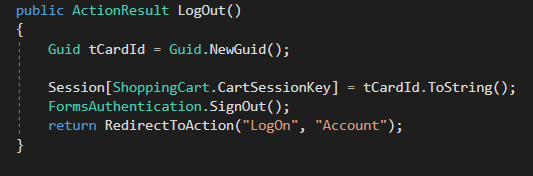 public ActionResult LogOut()
{
Guid tCardId = Guid.NewGuid();
Session[ShoppingCart.CartSessionKey] = tCardId.ToString();
FormsAuthentication.SignOut();
return RedirectToAction("LogOn", "Account");
}